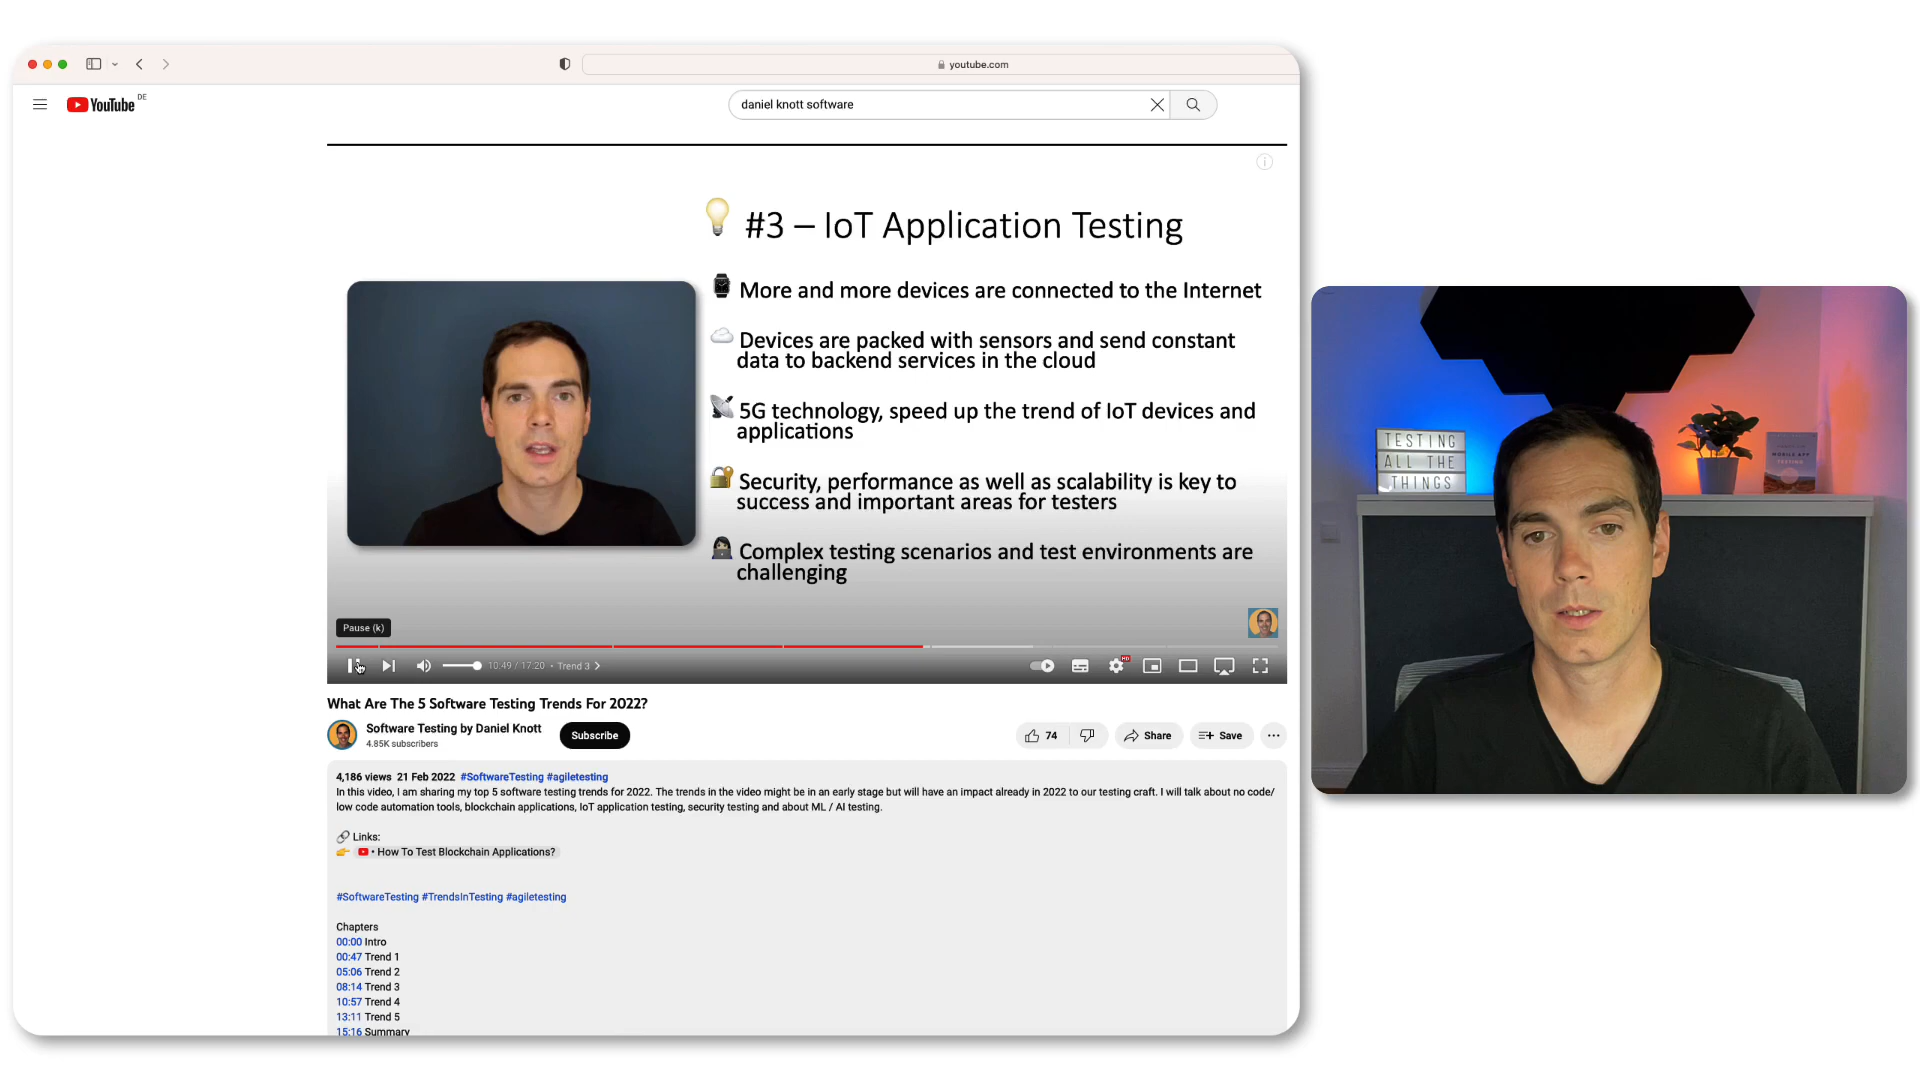 youtube.com
YouTube DE
daniel knott software
#3 – IoT Application Testing
More and more devices are connected to the Internet
Devices are packed with sensors and send constant
data to backend services in the cloud
5G technology, speed up the trend of IoT devices and
applications
Security, performance as well as scalability is key to
success and important areas for testers
Complex testing scenarios and test environments are
challenging
Pause (k)
10:49 / 17:20 • Trend 3
HD
What Are The 5 Software Testing Trends For 2022?
Software Testing by Daniel Knott
4.85K subscribers
Subscribe
74
Share
Save
4,186 views 21 Feb 2022 #SoftwareTesting #agiletesting
In this video, I am sharing my top 5 software testing trends for 2022. The trends in the video might be in an early stage but will have an impact already in 2022 to our testing craft. I will talk about no code/
low code automation tools, blockchain applications, IoT application testing, security testing and about ML / AI testing.
Links:
• How To Test Blockchain Applications?
#SoftwareTesting #TrendsInTesting #agiletesting
Chapters
00:00 Intro
00:47 Trend 1
05:06 Trend 2
08:14 Trend 3
10:57 Trend 4
13:11 Trend 5
15:16 Summary
TESTING
ALL THE
THINGS
MOBILE APP
TESTING